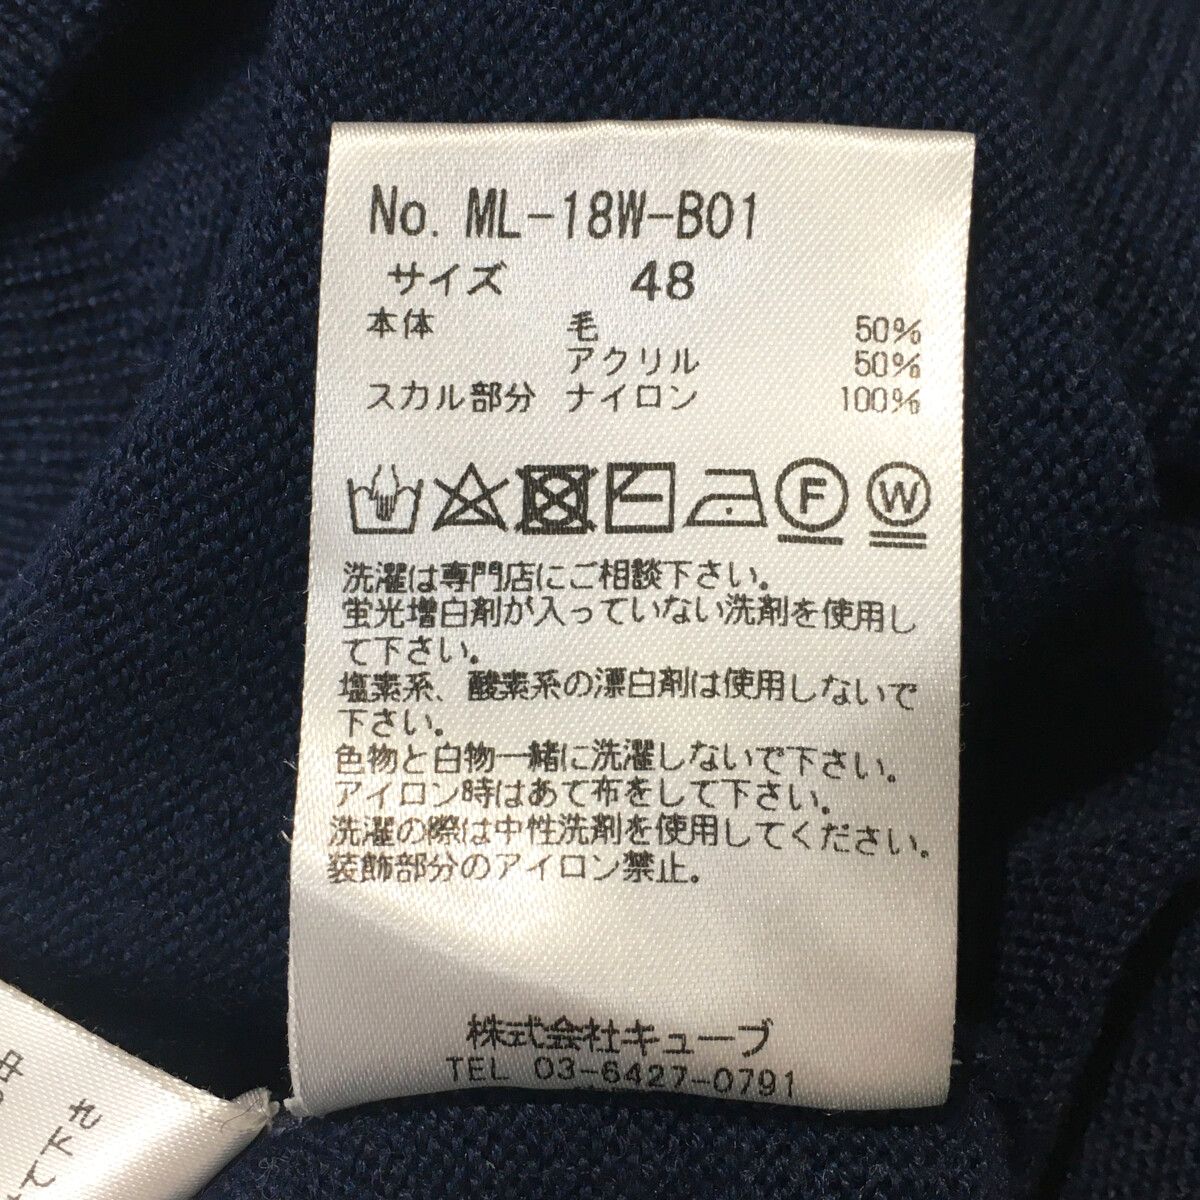 No. ML-18W-B01
サイズ 48
本体 毛 50%
アクリル 50%
スカル部分 ナイロン 100%
F W
洗濯は専門店にご相談下さい。
蛍光増白剤が入っていない洗剤を使用し
て下さい。
塩素系、酸素系の漂白剤は使用しないで
下さい。
色物と白物一緒に洗濯しないで下さい。
アイロン時はあて布をして下さい。
洗濯の際は中性洗剤を使用してください。
装飾部分のアイロン禁止。
株式会社キューブ
TEL 03-6427-0791
中
て下さ